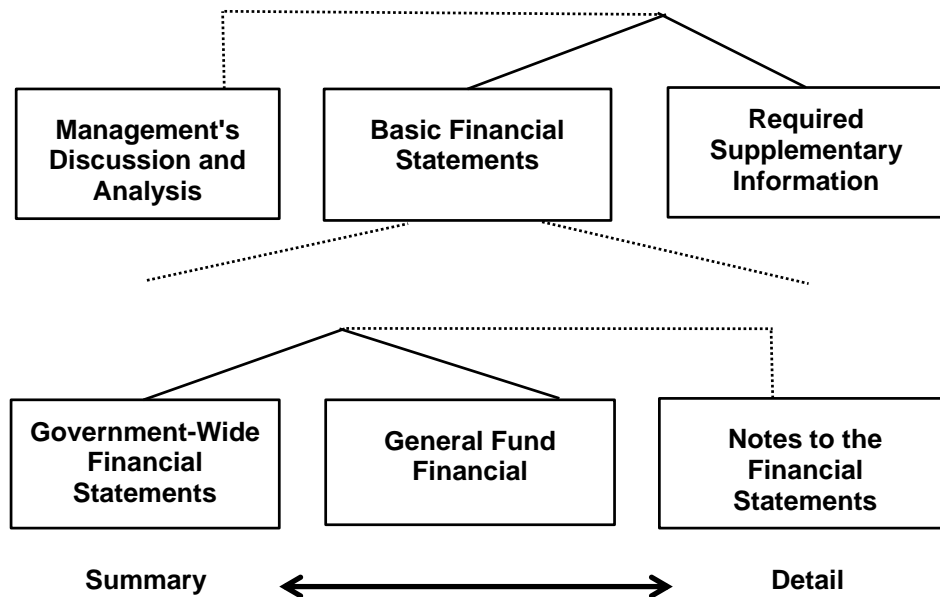 Management's
Discussion and
Analysis
Basic Financial
Statements
Required
Supplementary
Information
Government-Wide
Financial
Statements
General Fund
Financial
Notes to the
Financial
Statements
Summary
Detail